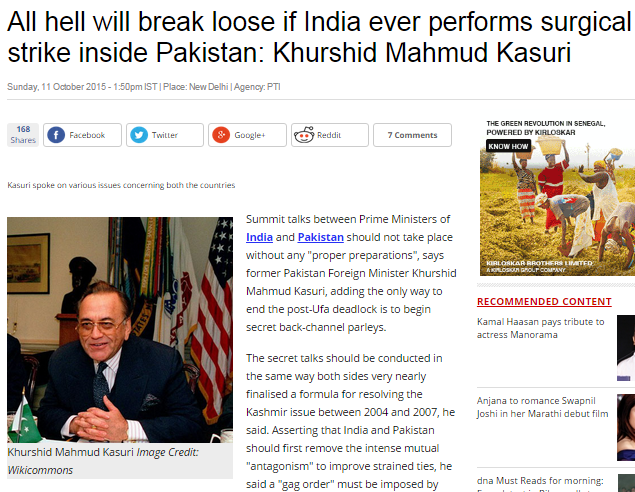 All hell will break loose if India ever performs surgical
strike inside Pakistan: Khurshid Mahmud Kasuri
Sunday, 11 October 2015 - 1:50pm IST | Place: New Delhi | Agency: PTI
168
Shares
Facebook
Twitter
Google+
Reddit
7 Comments
Kasuri spoke on various issues concerning both the countries
Khurshid Mahmud Kasuri Image Credit:
Wikicommons
Summit talks between Prime Ministers of
India and Pakistan should not take place
without any "proper preparations", says
former Pakistan Foreign Minister Khurshid
Mahmud Kasuri, adding the only way to
end the post-Ufa deadlock is to begin
secret back-channel parleys.
The secret talks should be conducted in
the same way both sides very nearly
finalised a formula for resolving the
Kashmir issue between 2004 and 2007, he
said. Asserting that India and Pakistan
should first remove the intense mutual
"antagonism" to improve strained ties, he
said a "gag order" must be imposed by
THE GREEN REVOLUTION IN SENEGAL,
POWERED BY KIRLOSKAR
KNOW HOW
KIRLOSKAR BROTHERS LIMITED
A KIRLOSKAR GROUP COMPANY
RECOMMENDED CONTENT
Kamal Haasan pays tribute to
actress Manorama
Anjana to romance Swapnil
Joshi in her Marathi debut film
dna Must Reads for morning: